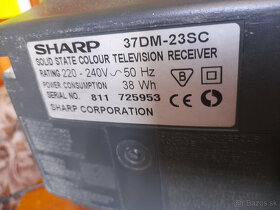 SHARP 37DM-23SC
SOLID STATE COLOUR TELEVISION RECEIVER
RATING 220 - 240V ~ 50 Hz
POWER CONSUMPTION 38 Wh
SERIAL NO. 811 725953
SHARP CORPORATION
B
CE
bazos.sk